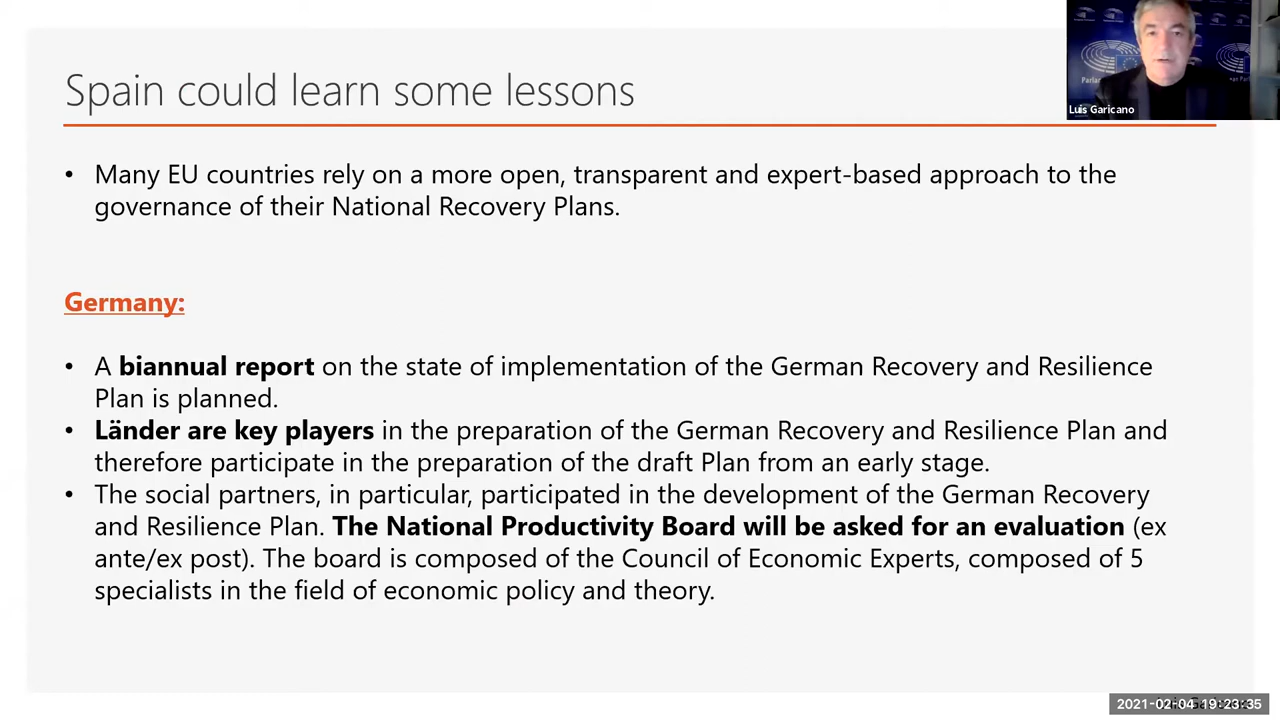 Spain could learn some lessons
Luis Garicano
• Many EU countries rely on a more open, transparent and expert-based approach to the
governance of their National Recovery Plans.
Germany:
• A biannual report on the state of implementation of the German Recovery and Resilience
Plan is planned.
• Länder are key players in the preparation of the German Recovery and Resilience Plan and
therefore participate in the preparation of the draft Plan from an early stage.
• The social partners, in particular, participated in the development of the German Recovery
and Resilience Plan. The National Productivity Board will be asked for an evaluation (ex
ante/ex post). The board is composed of the Council of Economic Experts, composed of 5
specialists in the field of economic policy and theory.
2021-02-04 19:23:35